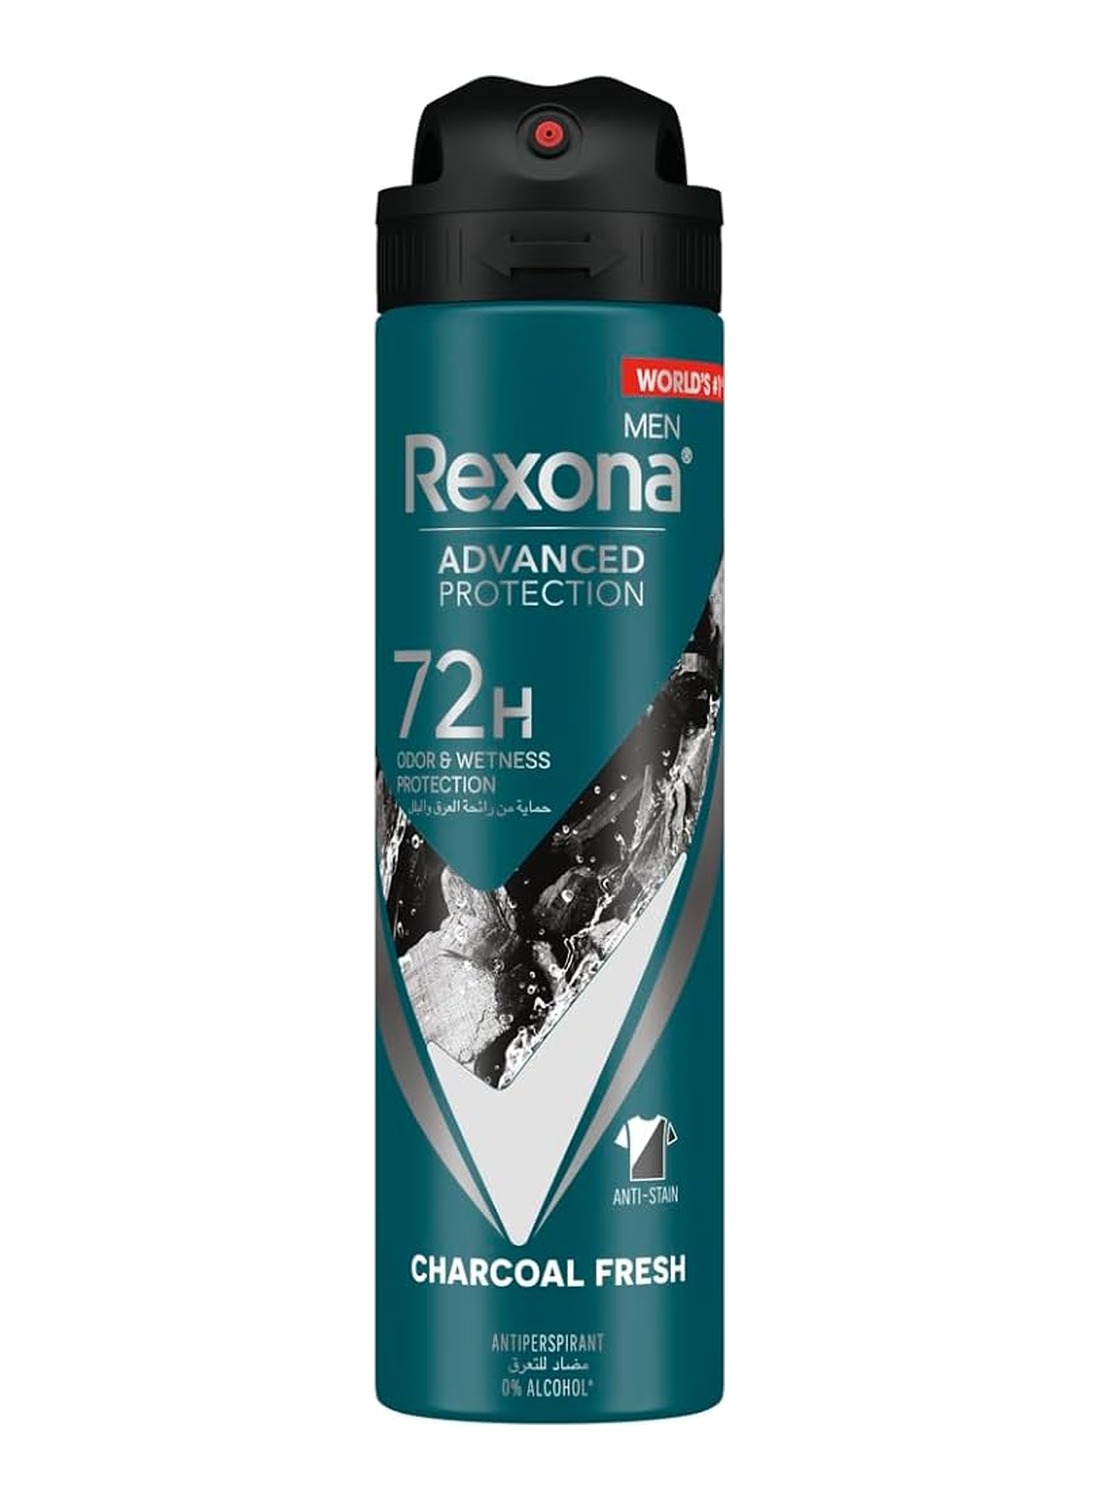 WORLD'S #1
MEN
Rexona®
ADVANCED
PROTECTION
72H
ODOR & WETNESS
PROTECTION
حماية من رائحة العرق والبلل
ANTI-STAIN
CHARCOAL FRESH
ANTIPERSPIRANT
مضاد للتعرق
0% ALCOHOL*